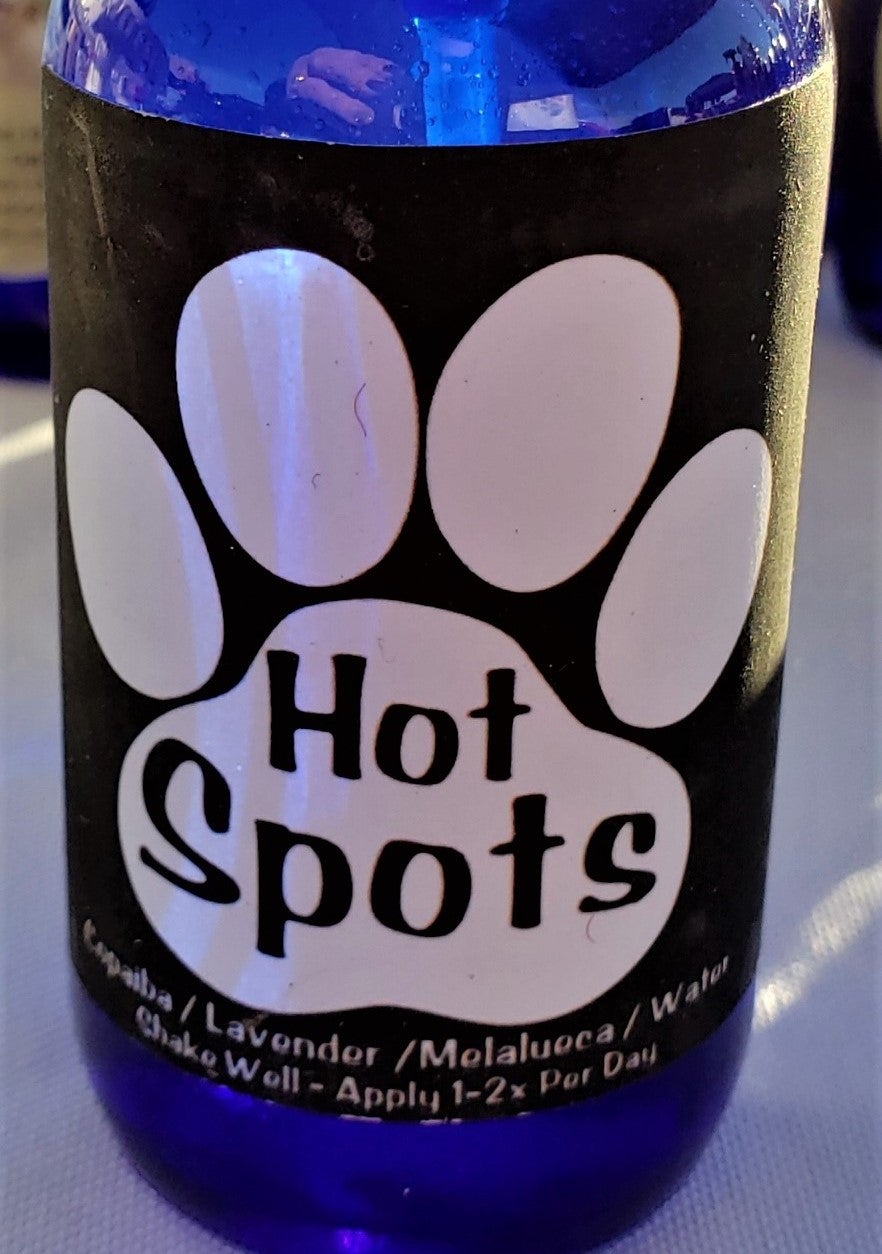 Hot
Spots
Copaiba / Lavender / Melalueca / Water
Shake Well - Apply 1-2x Per Day